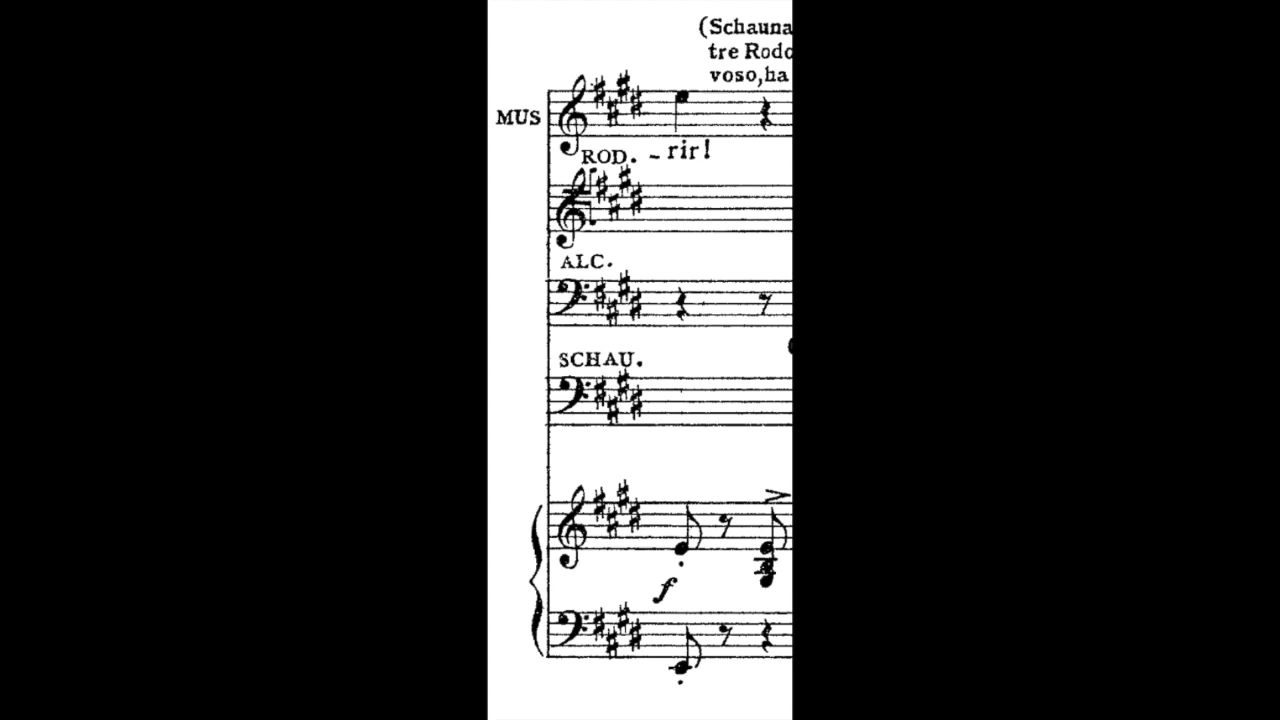 (Schauna
tre Rodo
voso, ha
MUS
- rir!
ROD.
ALC.
SCHAU.
f